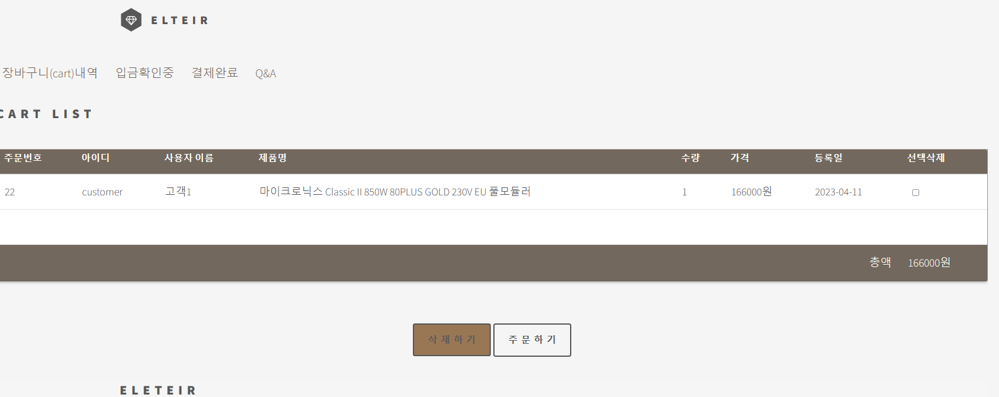 ELTEIR
장바구니(cart)내역 입금확인중 결제완료 Q&A
CART LIST
주문번호 아이디 사용자 이름 제품명 수량 가격 등록일 선택삭제
22 customer 고객1 마이크로닉스 Classic II 850W 80PLUS GOLD 230V EU 풀모듈러 1 166000원 2023-04-11
총액 166000원
삭제하기 주문하기
ELETEIR